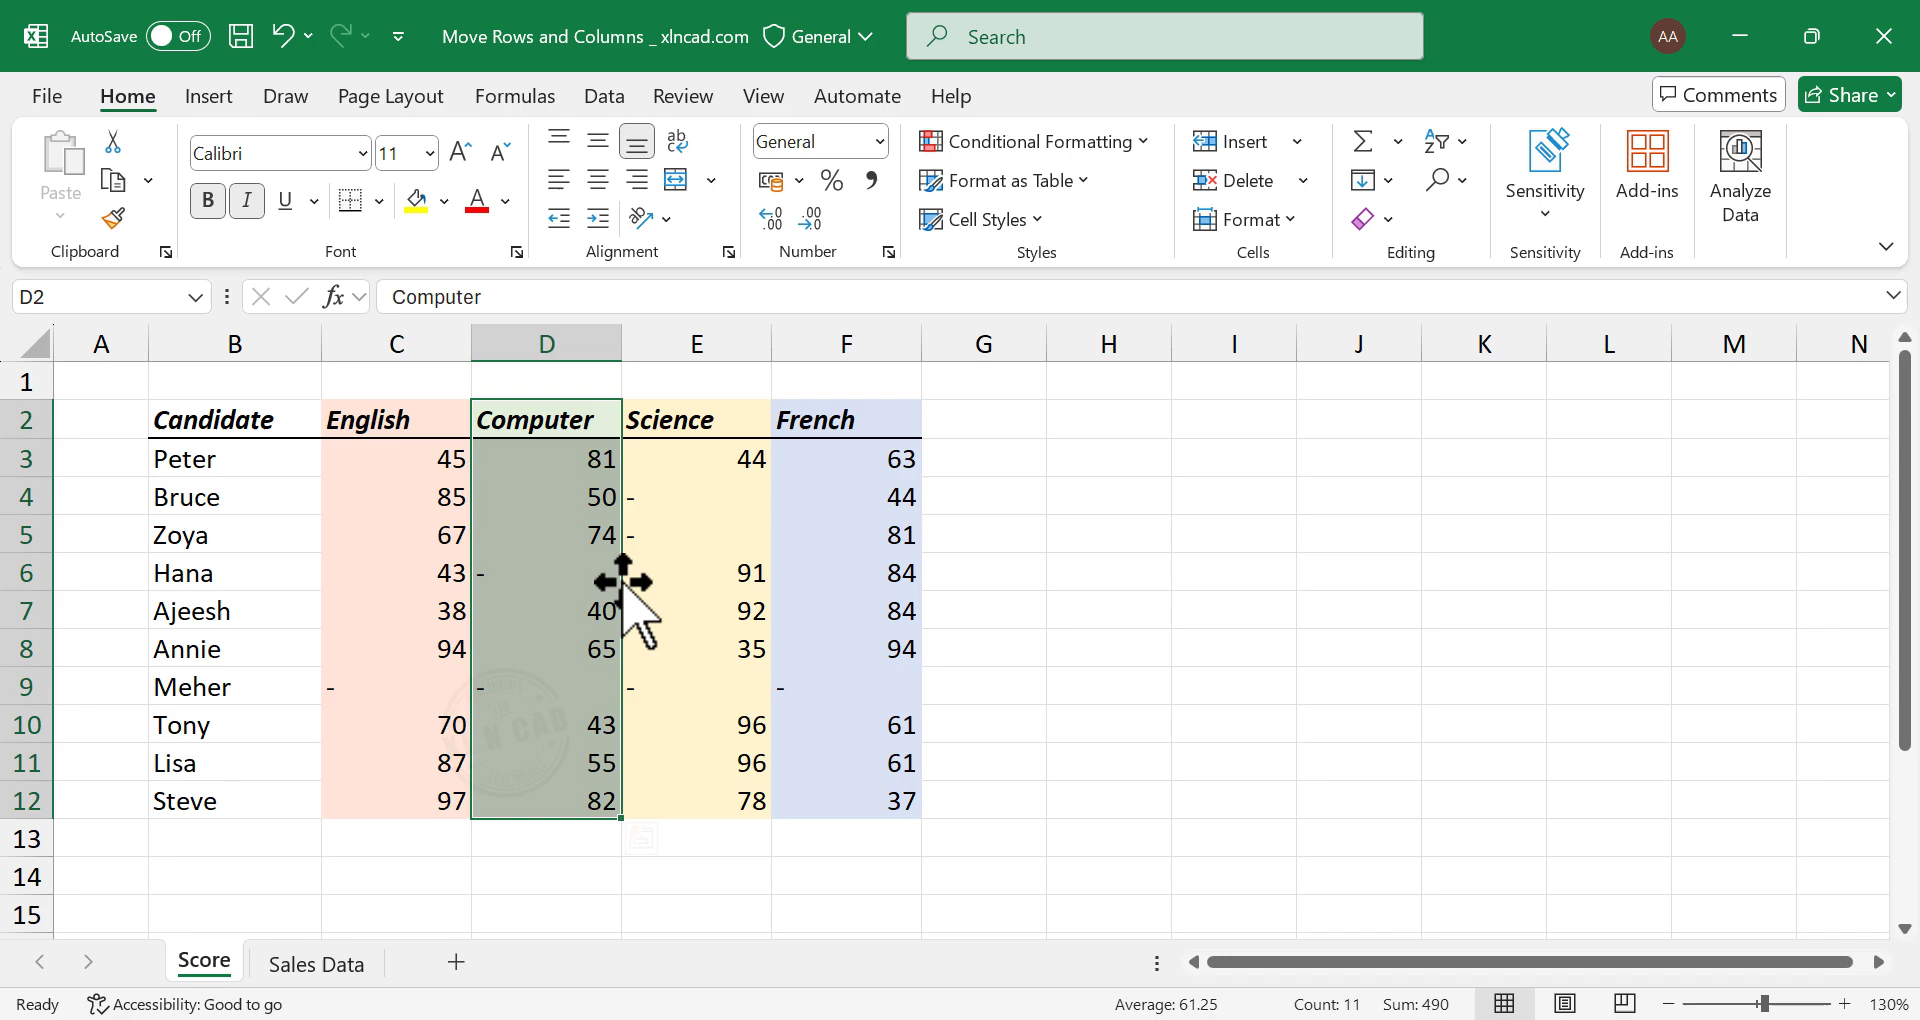 AutoSave Off Move Rows and Columns _ xlncad.com General Search AA
File Home Insert Draw Page Layout Formulas Data Review View Automate Help Comments Share
Paste
Clipboard
Calibri 11
B I U A
Font
ab
c
Alignment
General
% 9
.00
Number
Conditional Formatting
Format as Table
Cell Styles
Styles
Insert
Delete
Format
Cells
Editing
Sensitivity
Sensitivity
Add-ins
Add-ins
Analyze
Data
D2 fx Computer
A B C D E F G H I J K L M N
1
2 Candidate English Computer Science French
3 Peter 45 81 44 63
4 Bruce 85 50 - 44
5 Zoya 67 74 - 81
6 Hana 43 - 91 84
7 Ajeesh 38 40 92 84
8 Annie 94 65 35 94
9 Meher - - - -
10 Tony 70 43 96 61
11 Lisa 87 55 96 61
12 Steve 97 82 78 37
13
14
15
N CAD
Score Sales Data +
Ready Accessibility: Good to go Average: 61.25 Count: 11 Sum: 490 130%